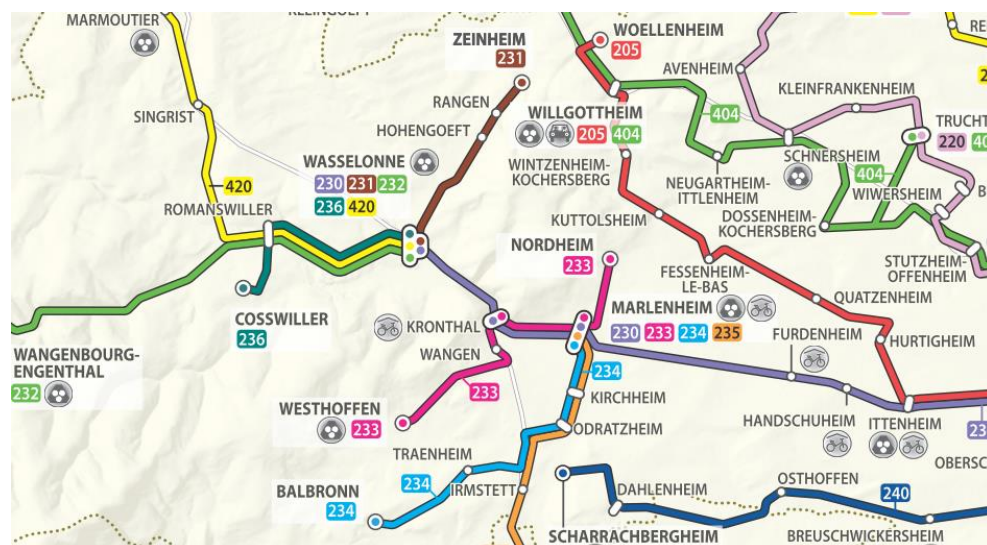 MARMOUTIER
ZEINHEIM
231
WOELLENHEIM
205
AVENHEIM
KLEINFRANKENHEIM
SINGRIST
RANGEN
HOHENGOEFT
WILLGOTTHEIM
205 404
404
TRUCHT
220
WASSELONNE
230 231 232
236 420
WINTZENHEIM-
KOCHERSBERG
SCHNERSHEIM
404
NEUGARTHEIM-
ITTLENHEIM
WIWERSHEIM
420
ROMANSWILLER
KUTTOLSHEIM
DOSSENHEIM-
KOCHERSBERG
NORDHEIM
233
FESSENHEIM-
LE-BAS
STUTZHEIM-
OFFENHEIM
COSSWILLER
236
KRONTHAL
MARLENHEIM
230 233 234 235
QUATZENHEIM
FURDENHEIM
HURTIGHEIM
WANGENBOURG-
ENGENTHAL
232
WANGEN
233
234
KIRCHHEIM
WESTHOFFEN
233
HANDSCHUHEIM
ITTENHEIM
ODRATZHEIM
TRAENHEIM
OBERSC
BALBRONN
234
234
IRMSTETT
DAHLENHEIM
OSTHOFFEN
240
SCHARRACHBERGHEIM
BREUSCHWICKERSHEIM